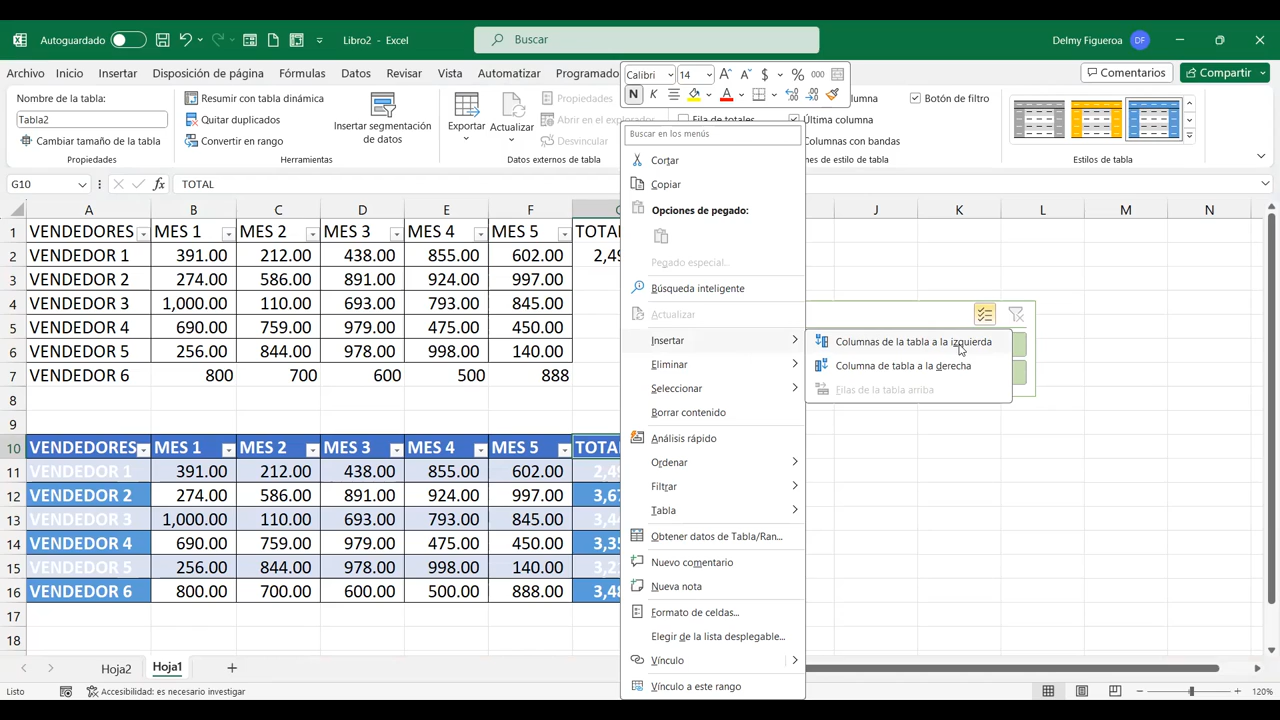 Autoguardado Libro2 - Excel Buscar Delmy Figueroa DF
Archivo Inicio Insertar Disposición de página Fórmulas Datos Revisar Vista Automatizar Programado Comentarios Compartir
Calibri 14 $ % 000
N K A
Nombre de la tabla:
Tabla2
Cambiar tamaño de la tabla
Propiedades
Resumir con tabla dinámica
Quitar duplicados
Convertir en rango
Herramientas
Insertar segmentación
de datos
Exportar Actualizar
Propiedades
Abrir en el explorador
Desvincular
Datos externos de tabla
Fila de totales
Última columna
Botón de filtro
Estilos de tabla
G10 fx TOTAL
A B C D E F J K L M N
1 VENDEDORES MES 1 MES 2 MES 3 MES 4 MES 5
2 VENDEDOR 1 391.00 212.00 438.00 855.00 602.00
3 VENDEDOR 2 274.00 586.00 891.00 924.00 997.00
4 VENDEDOR 3 1,000.00 110.00 693.00 793.00 845.00
5 VENDEDOR 4 690.00 759.00 979.00 475.00 450.00
6 VENDEDOR 5 256.00 844.00 978.00 998.00 140.00
7 VENDEDOR 6 800 700 600 500 888
8
9
10 VENDEDORES MES 1 MES 2 MES 3 MES 4 MES 5
11 VENDEDOR 1 391.00 212.00 438.00 855.00 602.00
12 VENDEDOR 2 274.00 586.00 891.00 924.00 997.00
13 VENDEDOR 3 1,000.00 110.00 693.00 793.00 845.00
14 VENDEDOR 4 690.00 759.00 979.00 475.00 450.00
15 VENDEDOR 5 256.00 844.00 978.00 998.00 140.00
16 VENDEDOR 6 800.00 700.00 600.00 500.00 888.00
17
18
Buscar en los menús
Cortar
Copiar
Opciones de pegado:
Pegado especial..
Búsqueda inteligente
Actualizar
Insertar
Eliminar
Seleccionar
Borrar contenido
Análisis rápido
Ordenar
Filtrar
Tabla
Obtener datos de Tabla/Ran...
Nuevo comentario
Nueva nota
Formato de celdas...
Elegir de la lista desplegable...
Vínculo
Vínculo a este rango
Columnas de la tabla a la izquierda
Columna de tabla a la derecha
Filas de la tabla arriba
Hoja2 Hoja1
Listo Accesibilidad: es necesario investigar 120%